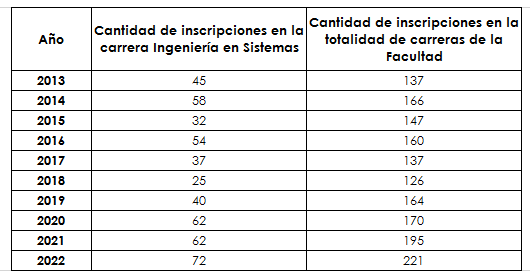 Año Cantidad de inscripciones en la carrera Ingeniería en Sistemas Cantidad de inscripciones en la totalidad de carreras de la Facultad
2013 45 137
2014 58 166
2015 32 147
2016 54 160
2017 37 137
2018 25 126
2019 40 164
2020 62 170
2021 62 195
2022 72 221